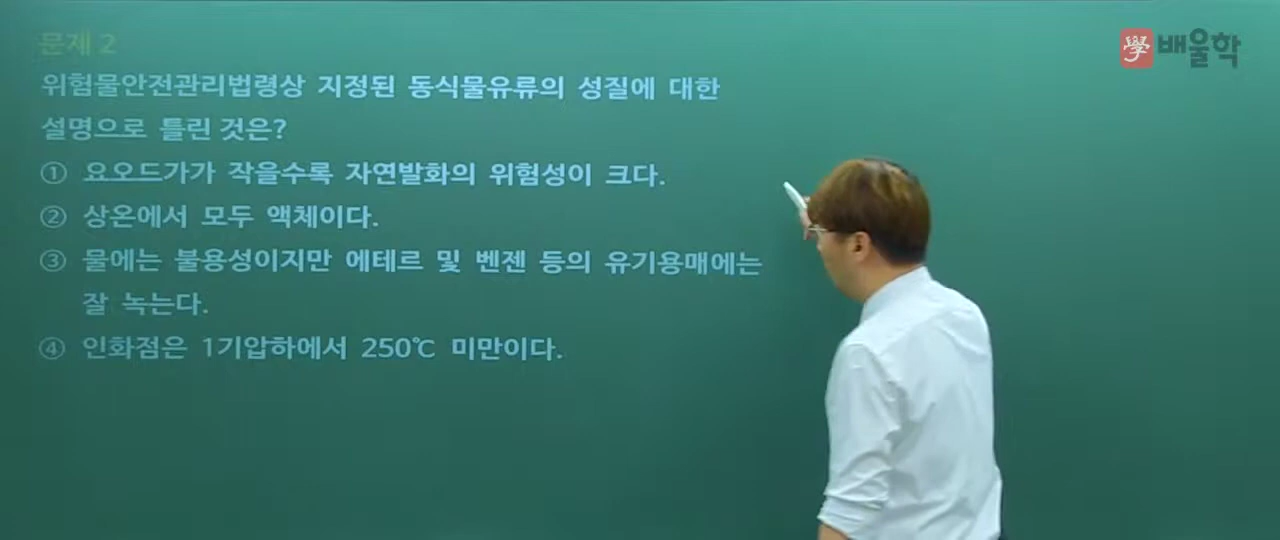 學 배울학
문제 2
위험물안전관리법령상 지정된 동식물유류의 성질에 대한
설명으로 틀린 것은?
① 요오드가가 작을수록 자연발화의 위험성이 크다.
② 상온에서 모두 액체이다.
③ 물에는 불용성이지만 에테르 및 벤젠 등의 유기용매에는
잘 녹는다.
④ 인화점은 1기압하에서 250℃ 미만이다.